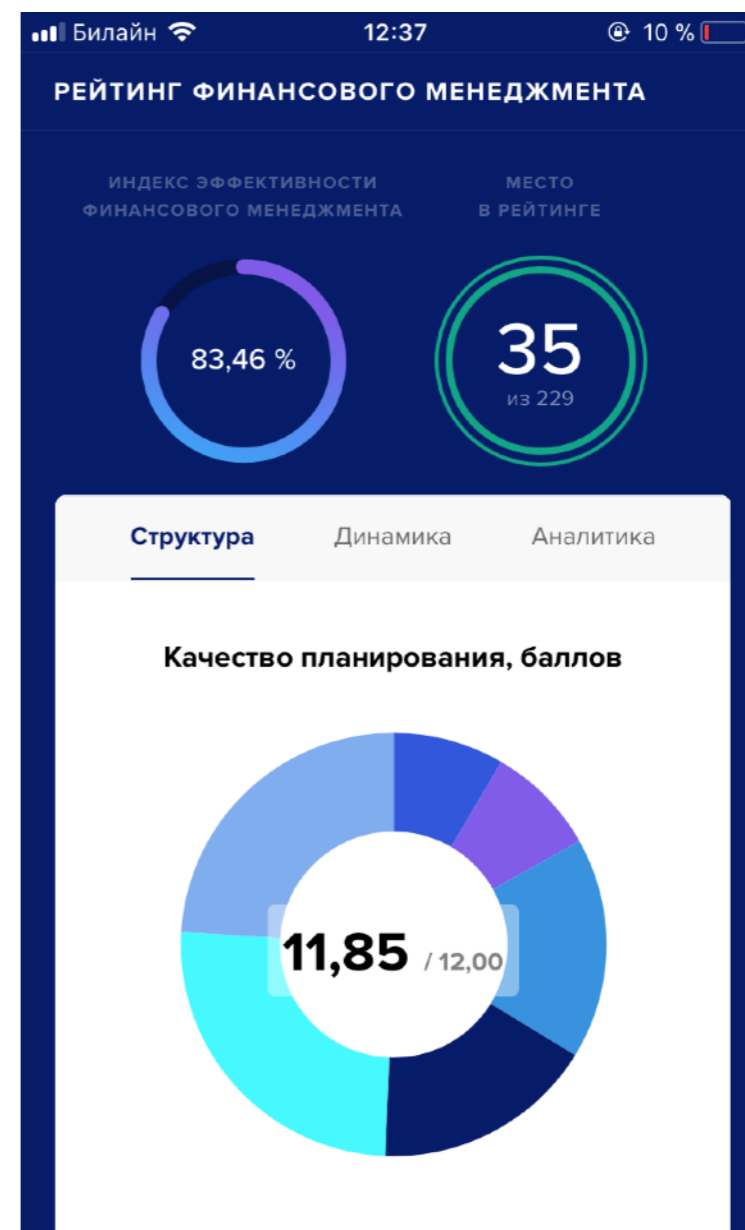 Билайн 12:37 10 %
РЕЙТИНГ ФИНАНСОВОГО МЕНЕДЖМЕНТА
ИНДЕКС ЭФФЕКТИВНОСТИ
ФИНАНСОВОГО МЕНЕДЖМЕНТА
МЕСТО
В РЕЙТИНГЕ
83,46 %
35
из 229
Структура Динамика Аналитика
Качество планирования, баллов
11,85 / 12,00